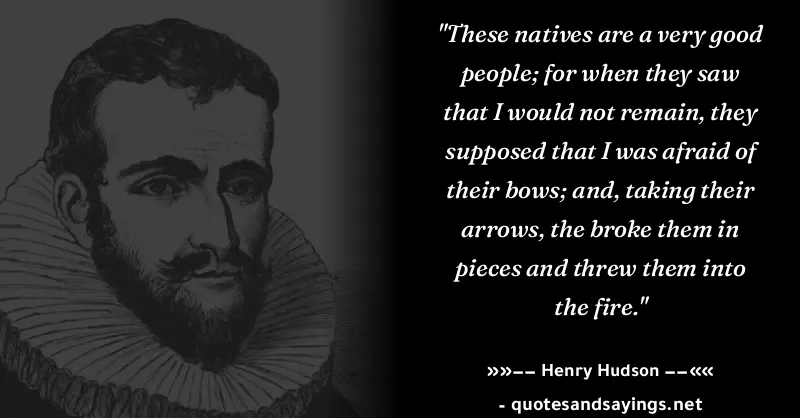 "These natives are a very good
people; for when they saw
that I would not remain, they
supposed that I was afraid of
their bows; and, taking their
arrows, the broke them in
pieces and threw them into
the fire."
»»−− Henry Hudson −−««
- quotesandsayings.net